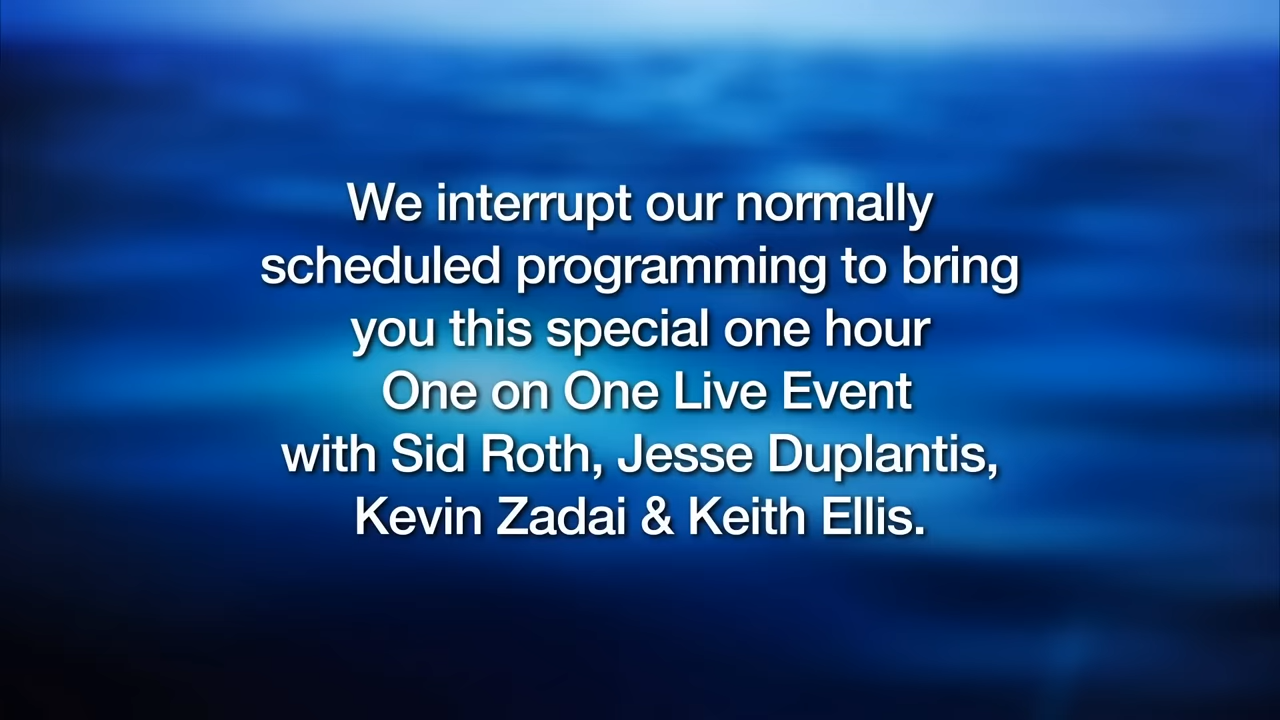 We interrupt our normally
scheduled programming to bring
you this special one hour
One on One Live Event
with Sid Roth, Jesse Duplantis,
Kevin Zadai & Keith Ellis.